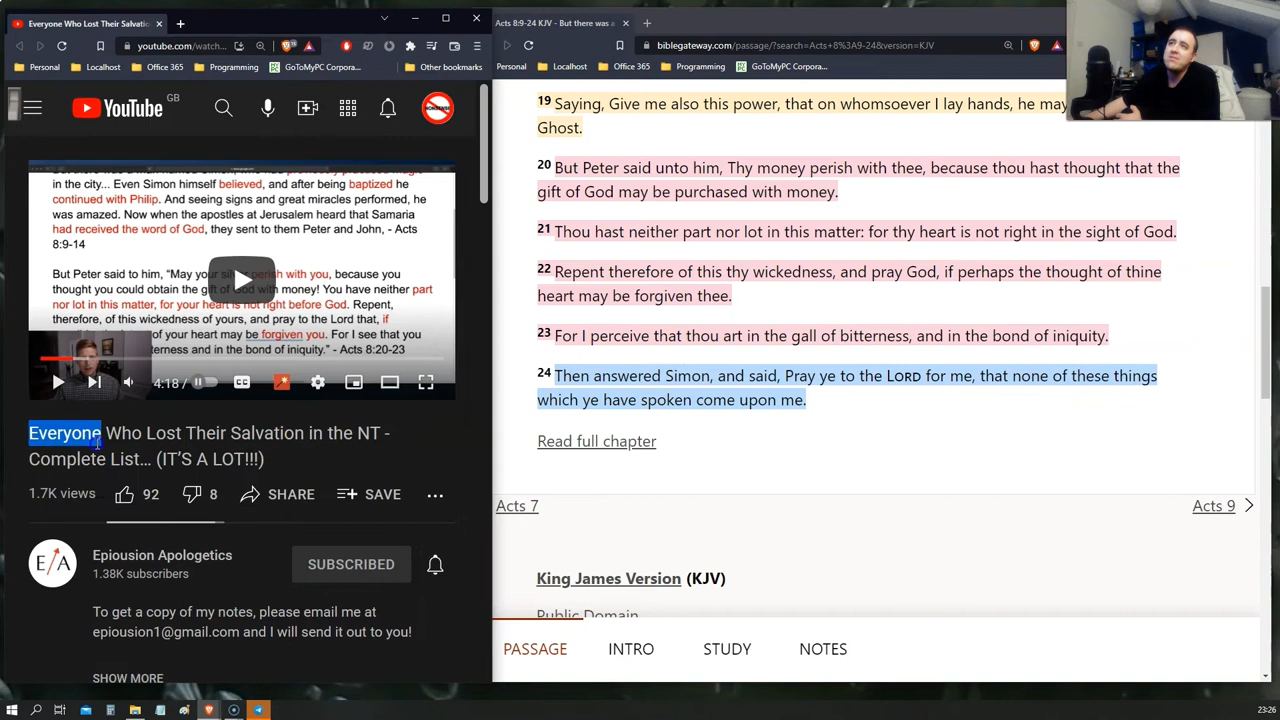 Everyone Who Lost Their Salvatio
Acts 8:9-24 KJV - But there was a
youtube.com/watch...
biblegateway.com/passage/?search=Acts+8%3A9-24&version=KJV
Personal
Localhost
Office 365
Programming
GoToMyPC Corpora...
Other bookmarks
Personal
Localhost
Office 365
Programming
GoToMyPC Corpora...
YouTube
GB
in the city... Even Simon himself believed, and after being baptized he
continued with Philip. And seeing signs and great miracles performed, he
was amazed. Now when the apostles at Jerusalem heard that Samaria
had received the word of God, they sent to them Peter and John, - Acts
8:9-14
But Peter said to him, “May your silver perish with you, because you
thought you could obtain the gift of God with money! You have neither part
nor lot in this matter, for your heart is not right before God. Repent,
therefore, of this wickedness of yours, and pray to the Lord that, if
of your heart may be forgiven you. For I see that you
terness and in the bond of iniquity.” - Acts 8:20-23
4:18 /
CC
Everyone Who Lost Their Salvation in the NT -
Complete List... (IT’S A LOT!!!)
1.7K views
92
8
SHARE
SAVE
E/A
Epiousion Apologetics
1.38K subscribers
SUBSCRIBED
To get a copy of my notes, please email me at
epiousion1@gmail.com and I will send it out to you!
SHOW MORE
19 Saying, Give me also this power, that on whomsoever I lay hands, he may
Ghost.
20 But Peter said unto him, Thy money perish with thee, because thou hast thought that the
gift of God may be purchased with money.
21 Thou hast neither part nor lot in this matter: for thy heart is not right in the sight of God.
22 Repent therefore of this thy wickedness, and pray God, if perhaps the thought of thine
heart may be forgiven thee.
23 For I perceive that thou art in the gall of bitterness, and in the bond of iniquity.
24 Then answered Simon, and said, Pray ye to the LORD for me, that none of these things
which ye have spoken come upon me.
Read full chapter
Acts 7
Acts 9
King James Version (KJV)
Public Domain
PASSAGE
INTRO
STUDY
NOTES
23:26